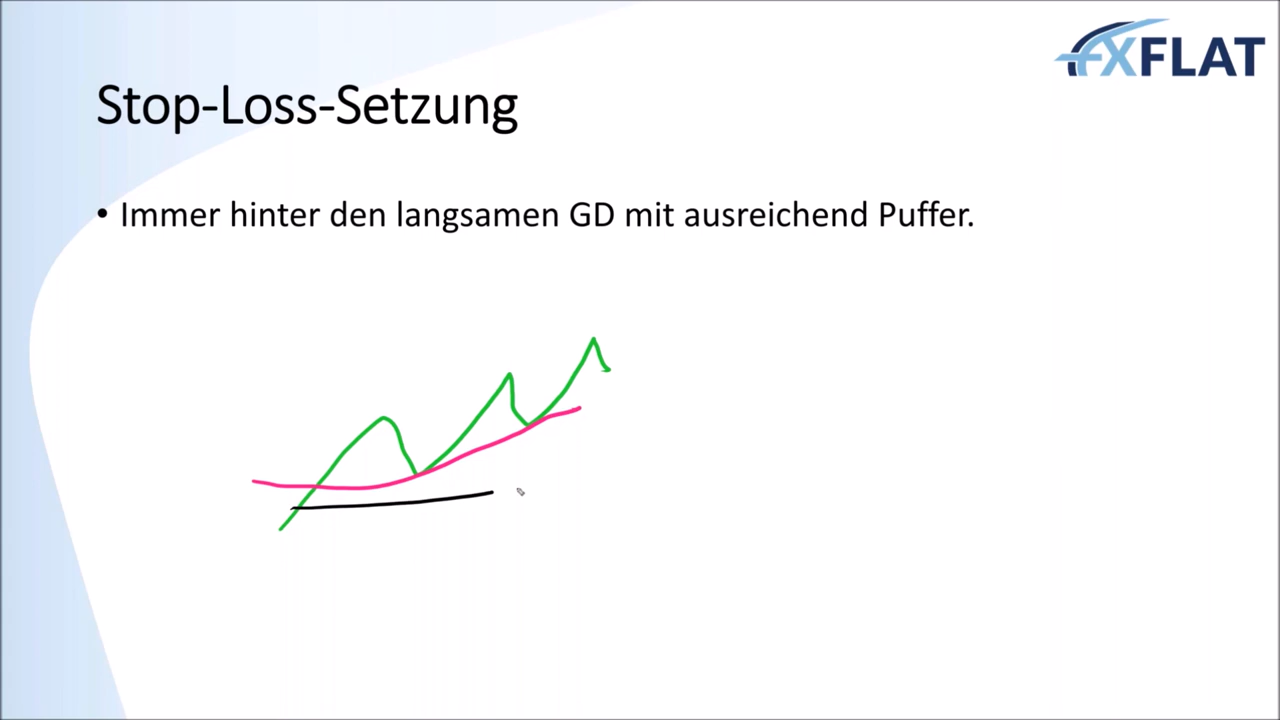 fXFLAT
Stop-Loss-Setzung
• Immer hinter den langsamen GD mit ausreichend Puffer.